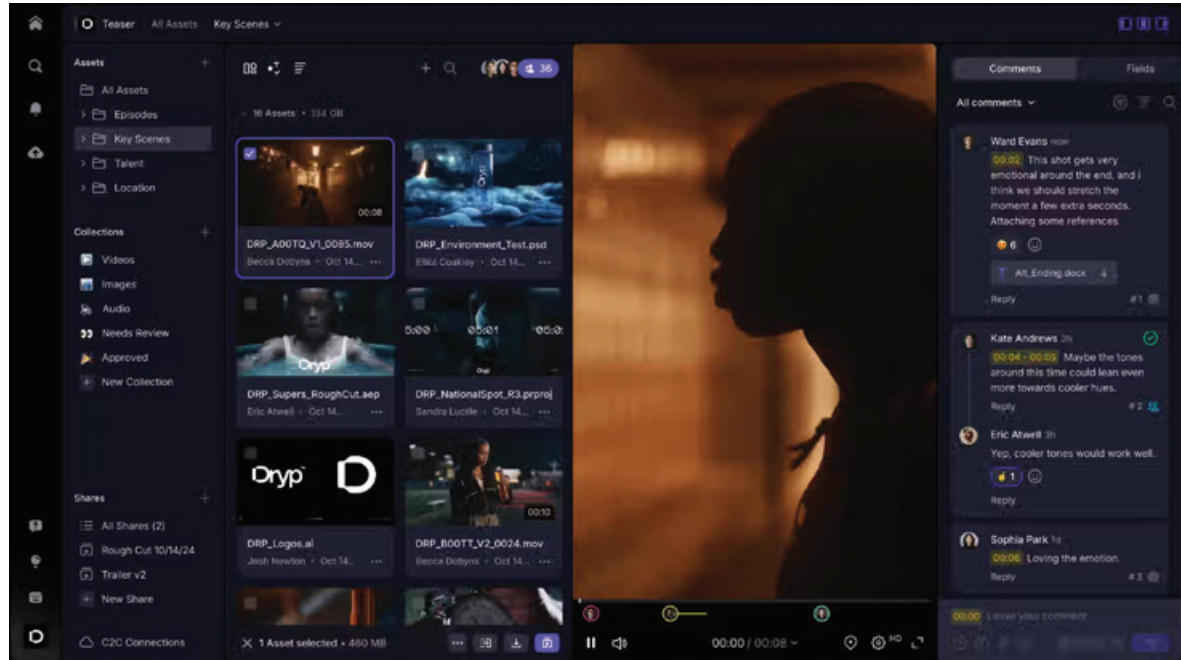 Teaser All Assets Key Scenes
Assets
All Assets
Episodes
Key Scenes
Talent
Location
Collections
Videos
Images
Audio
Needs Review
Approved
New Collection
Shares
All Shares (2)
Rough Cut 10/14/24
Trailer v2
New Share
C2C Connections
36
16 Assets • 134 GB
00:08
DRP_A00TQ_V1_0085.mov
Becca Dobyns • Oct 14...
DRP_Environment_Test.psd
Elliot Coakley • Oct 14...
Dryp
DRP_Supers_RoughCut.aep
Eric Atwell • Oct 14...
05:01
Dryp
DRP_NationalSpot_R3.prproj
Sandra Lucille • Oct 14...
Dryp
DRP_Logos.ai
Josh Newton • Oct 14...
00:10
DRP_B00TT_V2_0024.mov
Becca Dobyns • Oct 14...
1 Asset selected • 460 MB
00:00 / 00:08
HD
Comments Fields
All comments
Ward Evans now
00:02 This shot gets very
emotional around the end, and i
think we should stretch the
moment a few extra seconds.
Attaching some references.
6
Alt_Ending.docx
Reply #1
Kate Andrews 3h
00:04 - 00:05 Maybe the tones
around this time could lean even
more towards cooler hues.
Reply #2
Eric Atwell 3h
Yep, cooler tones would work well.
1
Reply
Sophia Park 1d
00:06 Loving the emotion.
Reply #3
00:00 Leave your comment